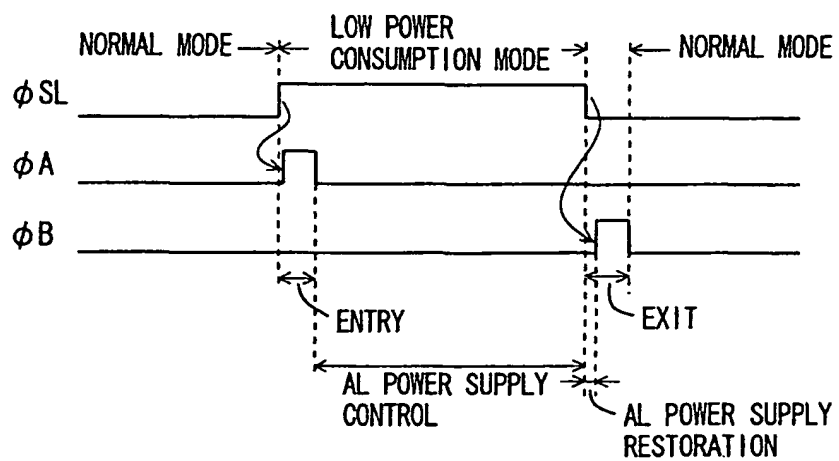 NORMAL MODE
LOW POWER
CONSUMPTION MODE
NORMAL MODE
φSL
φA
φB
ENTRY
EXIT
AL POWER SUPPLY
CONTROL
AL POWER SUPPLY
RESTORATION